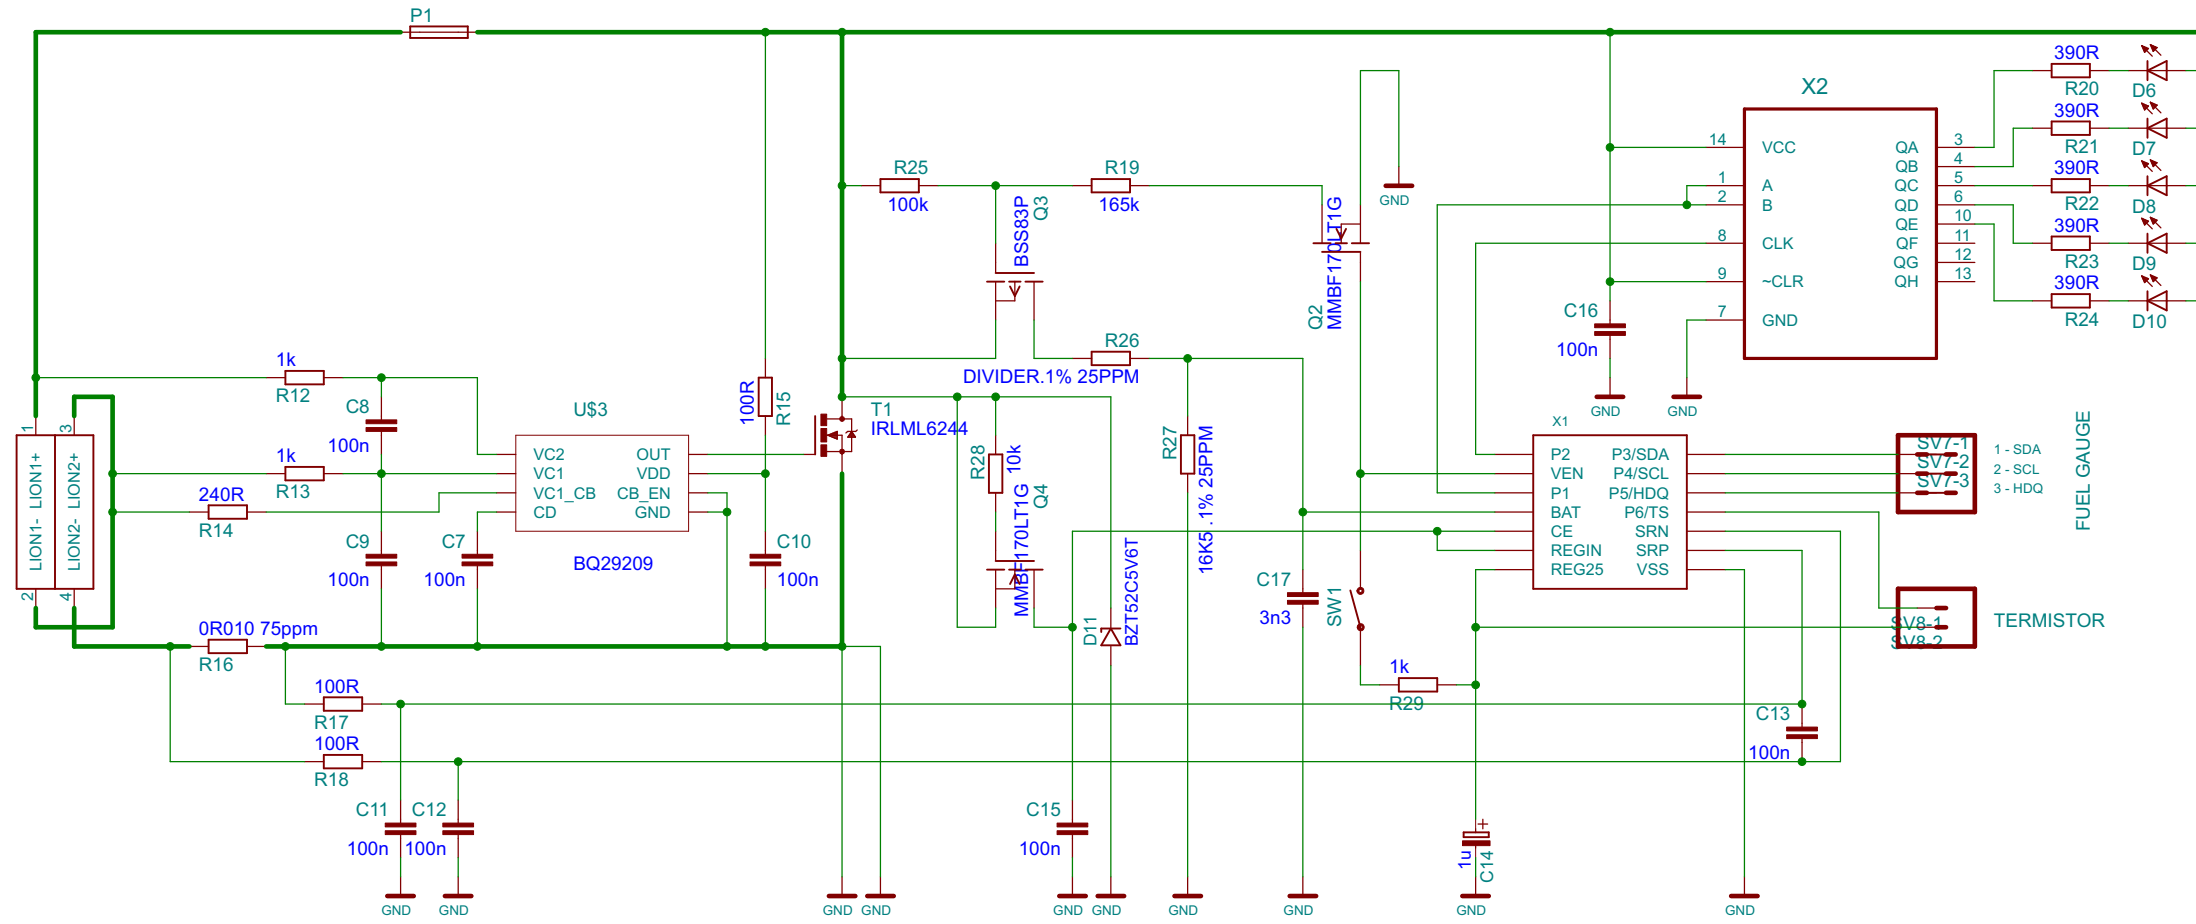 P1
R25
100k
R19
165k
BSS83P
Q3
MMBF170LT1G
Q2
GND
X2
14 VCC QA 3
QB 4
1 A QC 5
2 B QD 6
QE 10
8 CLK QF 11
QG 12
9 ~CLR QH 13
7 GND
390R
R20
D6
390R
R21
D7
390R
R22
D8
390R
R23
D9
390R
R24
D10
C16
100n
GND
GND
1k
R12
C8
100n
1k
R13
240R
R14
1
3
LION1- LION1+
LION2- LION2+
2
4
C9
100n
C7
100n
U$3
VC2 OUT
VC1 VDD
VC1_CB CB_EN
CD GND
BQ29209
100R
R15
C10
100n
T1
IRLML6244
R26
DIVIDER.1% 25PPM
R28
10k
MMBF170LT1G
Q4
D11
BZT52C5V6T
R27
16K5 .1% 25PPM
C17
3n3
SW1
1k
R29
X1
P2 P3/SDA
VEN P4/SCL
P1 P5/HDQ
BAT P6/TS
CE SRN
REGIN SRP
REG25 VSS
SV7-1
SV7-2
SV7-3
1 - SDA
2 - SCL
3 - HDQ
FUEL GAUGE
SV8-1
SV8-2
TERMISTOR
0R010 75ppm
R16
100R
R17
100R
R18
C13
100n
C11
100n
C12
100n
C15
100n
1u
C14
+
GND
GND
GND
GND
GND
GND
GND
GND
GND
GND